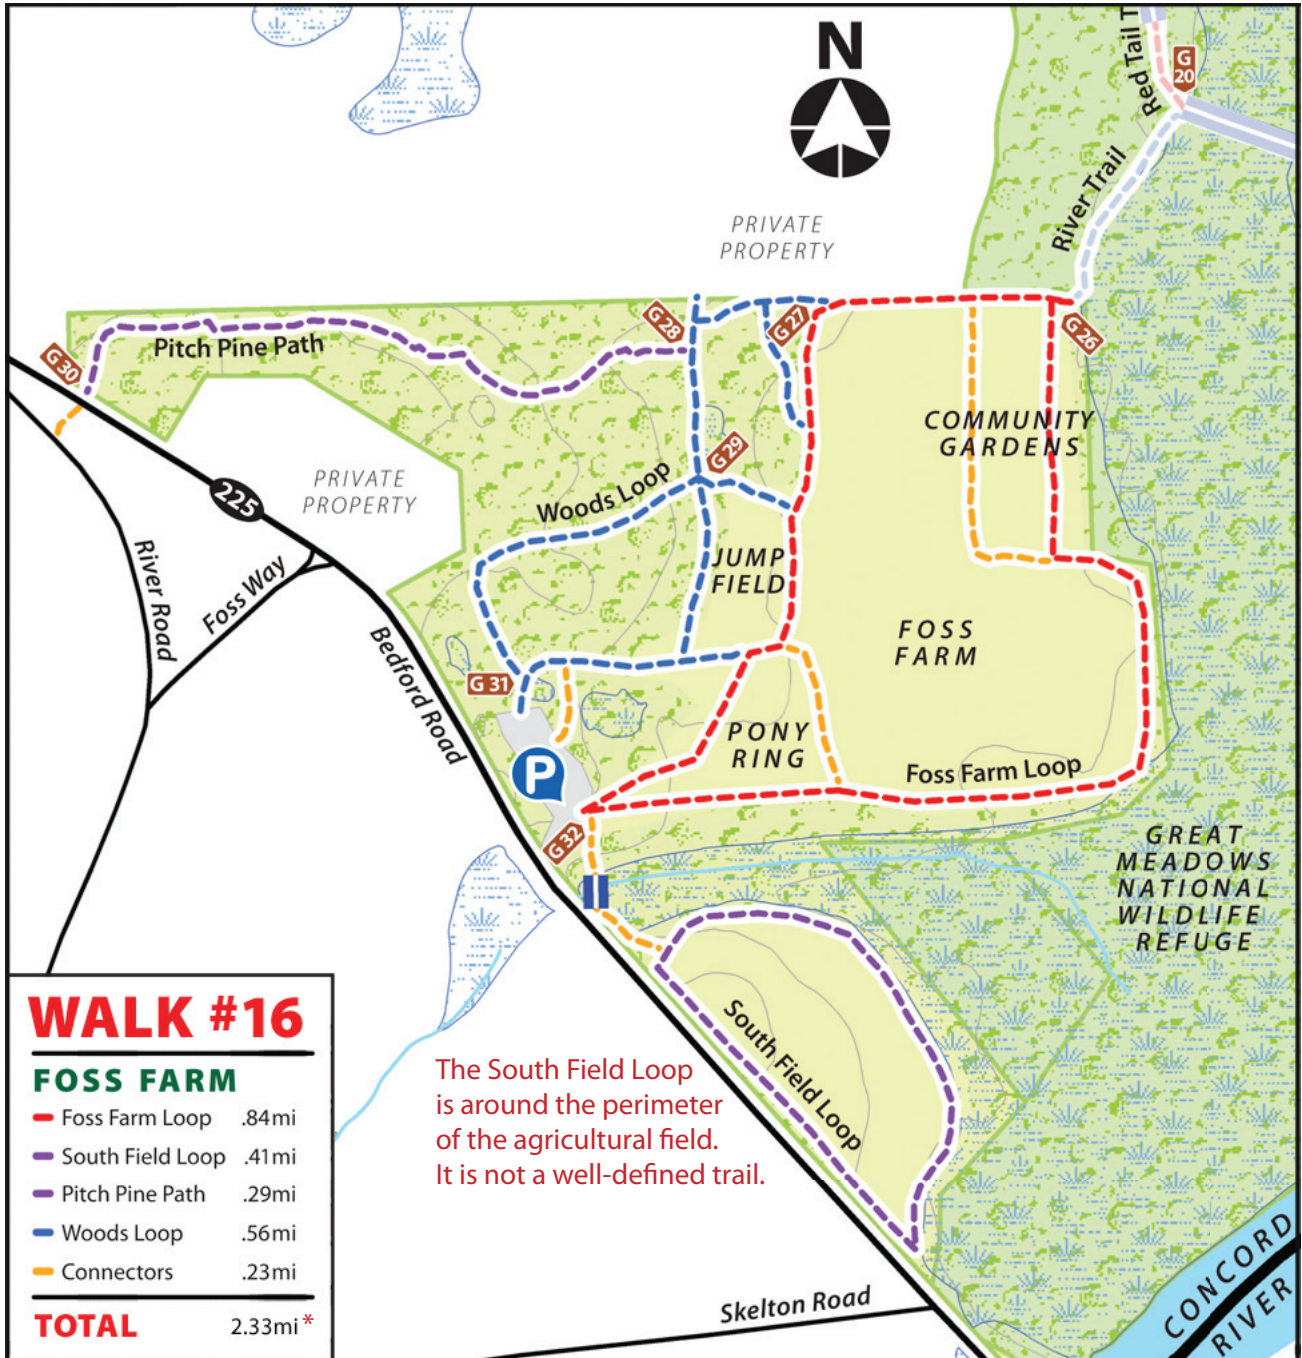 N
Red Tail T
G
20
River Trail
PRIVATE
PROPERTY
G 28
G 27
G 26
G 30
Pitch Pine Path
COMMUNITY
GARDENS
G 29
PRIVATE
PROPERTY
225
Woods Loop
River Road
Foss Way
JUMP
FIELD
FOSS
FARM
Bedford Road
G 31
PONY
RING
P
Foss Farm Loop
G 32
GREAT
MEADOWS
NATIONAL
WILDLIFE
REFUGE
South Field Loop
The South Field Loop
is around the perimeter
of the agricultural field.
It is not a well-defined trail.
WALK #16
FOSS FARM
Foss Farm Loop .84mi
South Field Loop .41mi
Pitch Pine Path .29mi
Woods Loop .56mi
Connectors .23mi
TOTAL 2.33mi*
Skelton Road
CONCORD
RIVER